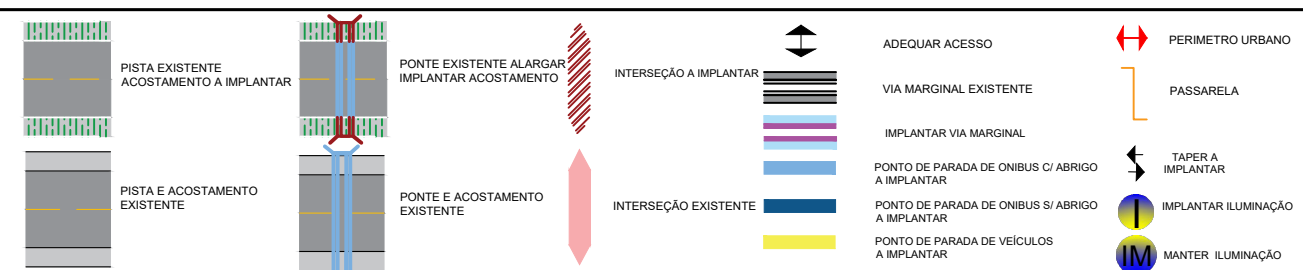 PISTA EXISTENTE
ACOSTAMENTO A IMPLANTAR
PISTA E ACOSTAMENTO
EXISTENTE
PONTE EXISTENTE ALARGAR
IMPLANTAR ACOSTAMENTO
PONTE E ACOSTAMENTO
EXISTENTE
INTERSEÇÃO A IMPLANTAR
INTERSEÇÃO EXISTENTE
ADEQUAR ACESSO
VIA MARGINAL EXISTENTE
IMPLANTAR VIA MARGINAL
PONTO DE PARADA DE ONIBUS C/ ABRIGO
A IMPLANTAR
PONTO DE PARADA DE ONIBUS S/ ABRIGO
A IMPLANTAR
PONTO DE PARADA DE VEÍCULOS
A IMPLANTAR
PERIMETRO URBANO
PASSARELA
TAPER A
IMPLANTAR
I IMPLANTAR ILUMINAÇÃO
IM MANTER ILUMINAÇÃO